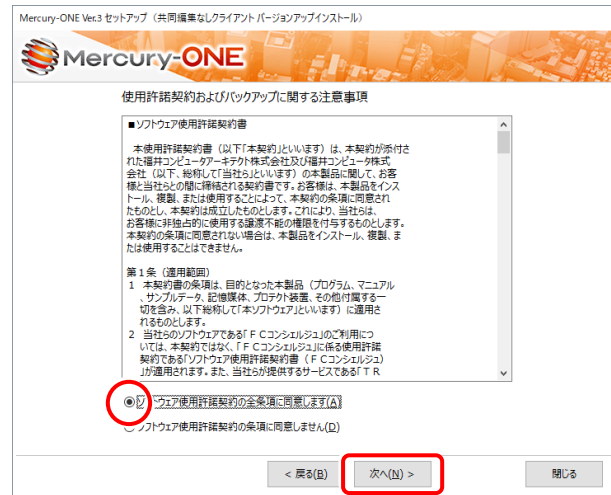 Mercury-ONE Ver.3 セットアップ（共同編集なしクライアント バージョンアップインストール）
Mercury-ONE
使用許諾契約およびバックアップに関する注意事項
■ソフトウェア使用許諾契約書
本使用許諾契約書（以下「本契約」といいます）は、本契約が添付さ
れた福井コンピュータアーキテクト株式会社及び福井コンピュータ株式
会社（以下、総称して「当社ら」といいます）の本製品に関して、お客
様と当社らとの間に締結される契約書です。お客様は、本製品をインス
トール、複製、または使用することによって、本契約の条項に同意され
たものとし、本契約は成立したものとします。これにより、当社らは、
お客様に非独占的に使用する譲渡不能の権限を付与するものとします。
本契約の条項に同意されない場合は、本製品をインストール、複製、ま
たは使用することはできません。
第１条（適用範囲）
１ 本契約書の条項は、目的となった本製品（プログラム、マニュアル
、サンプルデータ、記憶媒体、プロテクト装置、その他付属する一
切を含み、以下総称して「本ソフトウェア」といいます）に適用さ
れるものとします。
２ 当社らのソフトウェアである「ＦＣコンシェルジュ」のご利用につ
いては、本契約ではなく、「ＦＣコンシェルジュ」に係る使用許諾
契約である「ソフトウェア使用許諾契約書（ＦＣコンシェルジュ）
」が適用されます。また、当社らが提供するサービスである「ＴＲ
ソフトウェア使用許諾契約の全条項に同意します(A)
ソフトウェア使用許諾契約の条項に同意しません(D)
< 戻る(B)
次へ(N) >
閉じる